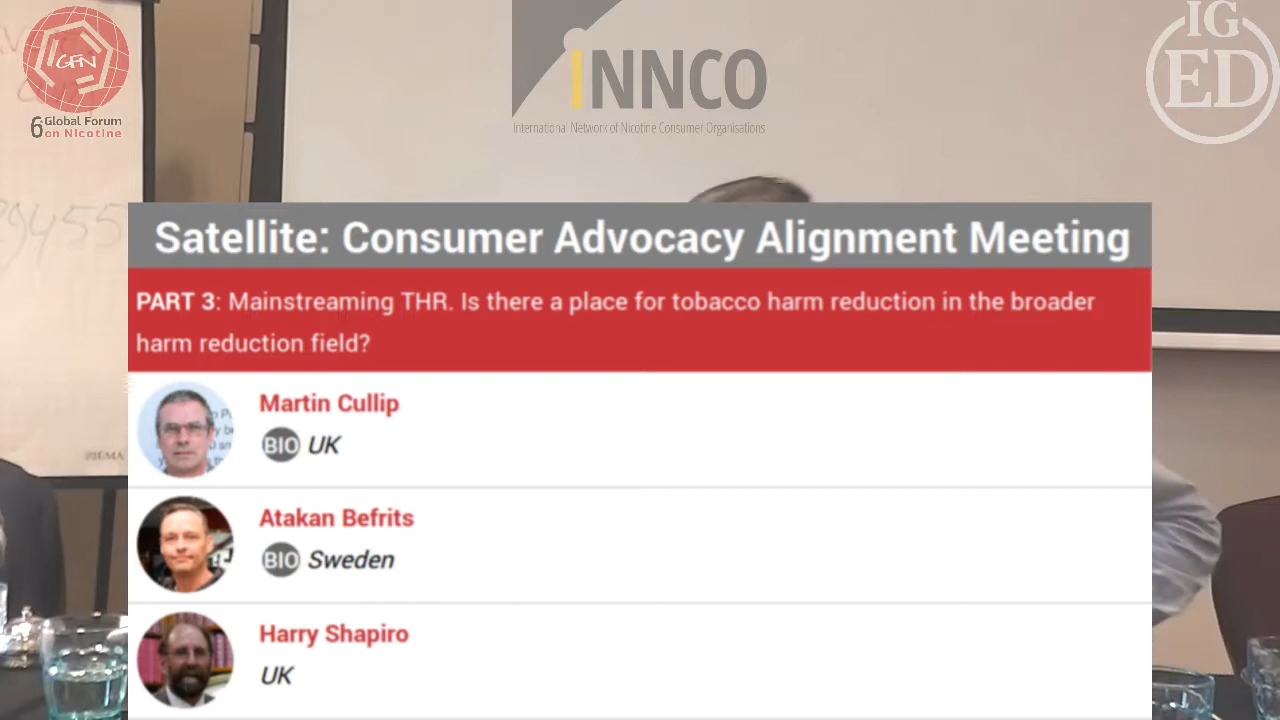 GFN
6 Global Forum
on Nicotine
INNCO
International Network of Nicotine Consumer Organisations
IG
ED
Satellite: Consumer Advocacy Alignment Meeting
PART 3: Mainstreaming THR. Is there a place for tobacco harm reduction in the broader
harm reduction field?
Martin Cullip
BIO UK
Atakan Befrits
BIO Sweden
Harry Shapiro
UK